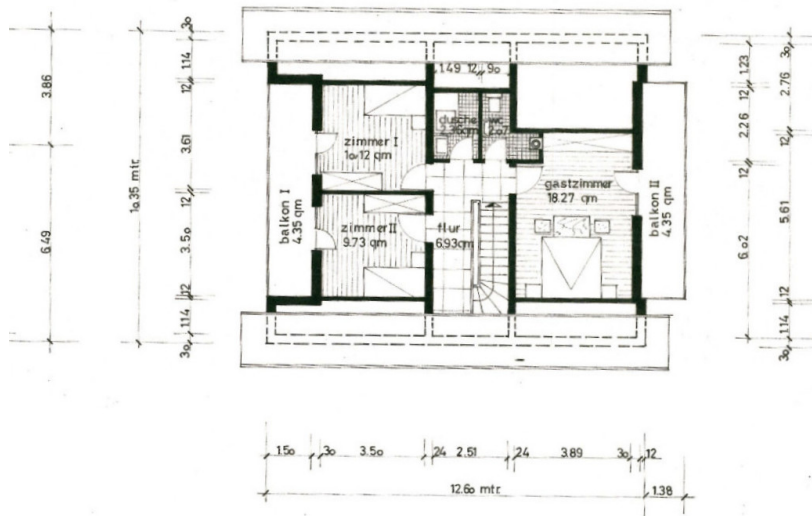 1.49 12 90
dusche
2.26qm
wc
2.07
zimmer I
10.12 qm
gastzimmer
18.27 qm
zimmer II
9.73 qm
flur
6.93qm
balkon I
4.35 qm
balkon II
4.35 qm
3.86
6.49
10.35 mtr.
30
1.14
12
3.61
12
3.50
12
1.14
30
1.23
12
2.26
12
6.02
30
2.76
12
5.61
12
1.14
30
1.50 30 3.50 24 2.51 24 3.89 30 12
12.60 mtr. 1.38